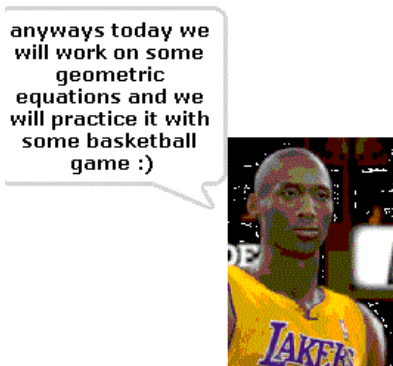 anyways today we
will work on some
geometric
equations and we
will practice it with
some basketball
game :)
DE
LAKERS